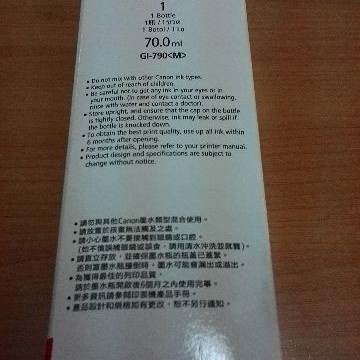 1
1 Bottle
1 Botol / 1 lọ
70.0ml
GI-790<M>
• Do not mix with other Canon ink types.
• Keep out of reach of children.
• Be careful not to get any ink in your eyes or in
your mouth. (In case of eye contact or swallowing,
rinse with water and contact a doctor).
• Store upright, and ensure that the cap on the bottle
is tightly closed. Otherwise, ink may leak or spill if
the bottle is knocked down.
• To obtain the best print quality, use up all ink within
6 months after opening.
• For more details, please refer to your printer manual.
• Product design and specifications are subject to
change without notice.
• 請勿與其他Canon墨水類型混合使用。
• 請放置於孩童無法觸及之處。
• 請小心墨水不要接觸到眼睛或口腔。
(如不慎誤觸眼睛或誤食，請用清水沖洗並就醫)。
• 請直立存放，並確保墨水瓶的瓶蓋已蓋緊。
否則當墨水瓶撞倒時，墨水可能會漏出或溢出。
• 為獲得最佳的列印品質，
請於墨水瓶開啟後6個月之內使用完畢。
• 更多資訊請參閱印表機產品手冊。
• 產品設計和規格如有更改，恕不另行通知。